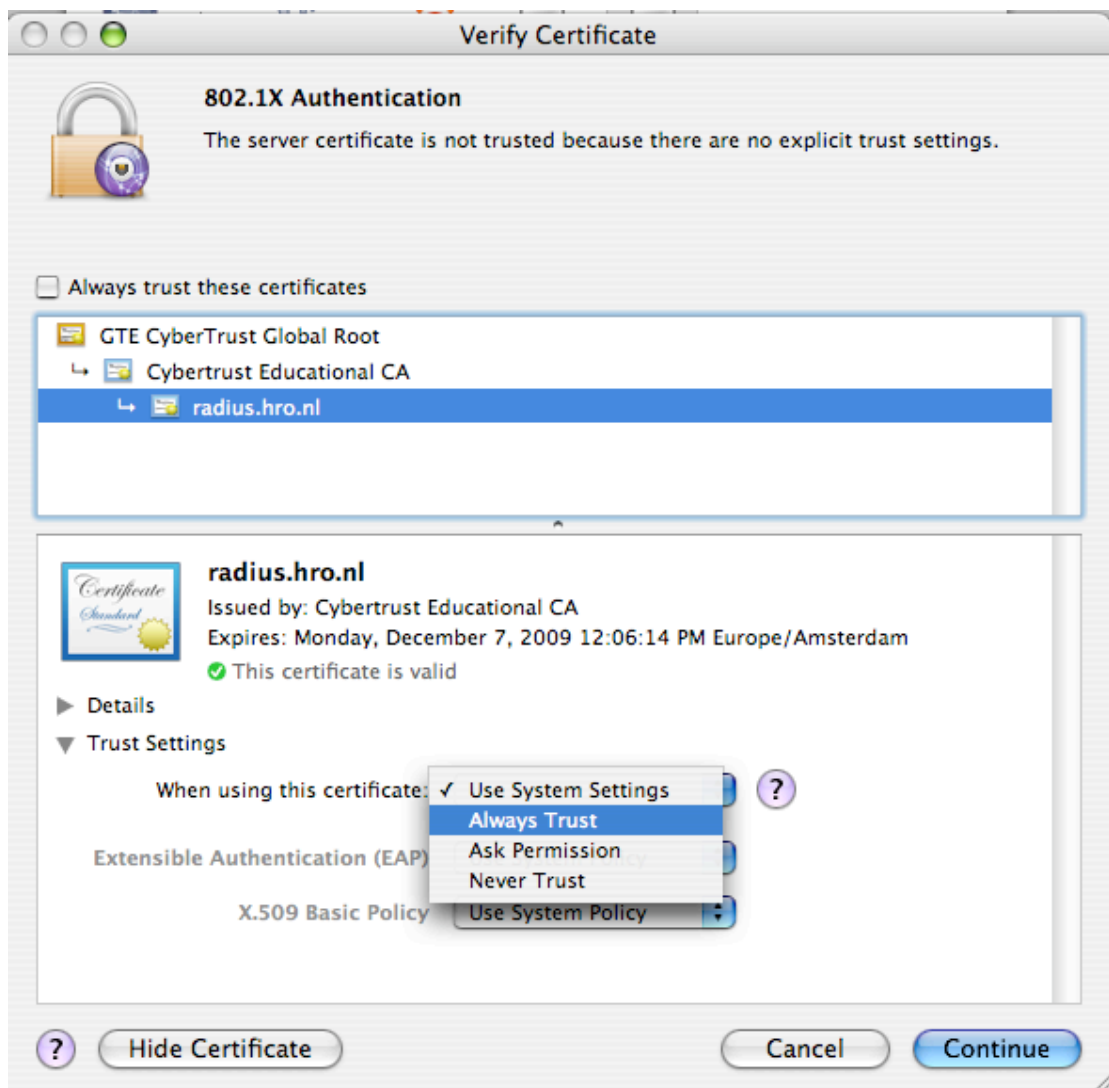 Verify Certificate
802.1X Authentication
The server certificate is not trusted because there are no explicit trust settings.
Always trust these certificates
GTE CyberTrust Global Root
Cybertrust Educational CA
radius.hro.nl
Certificate
Standard
radius.hro.nl
Issued by: Cybertrust Educational CA
Expires: Monday, December 7, 2009 12:06:14 PM Europe/Amsterdam
This certificate is valid
Details
Trust Settings
When using this certificate: ✓ Use System Settings ?
Always Trust
Extensible Authentication (EAP) Ask Permission
Never Trust
X.509 Basic Policy Use System Policy
? Hide Certificate Cancel Continue